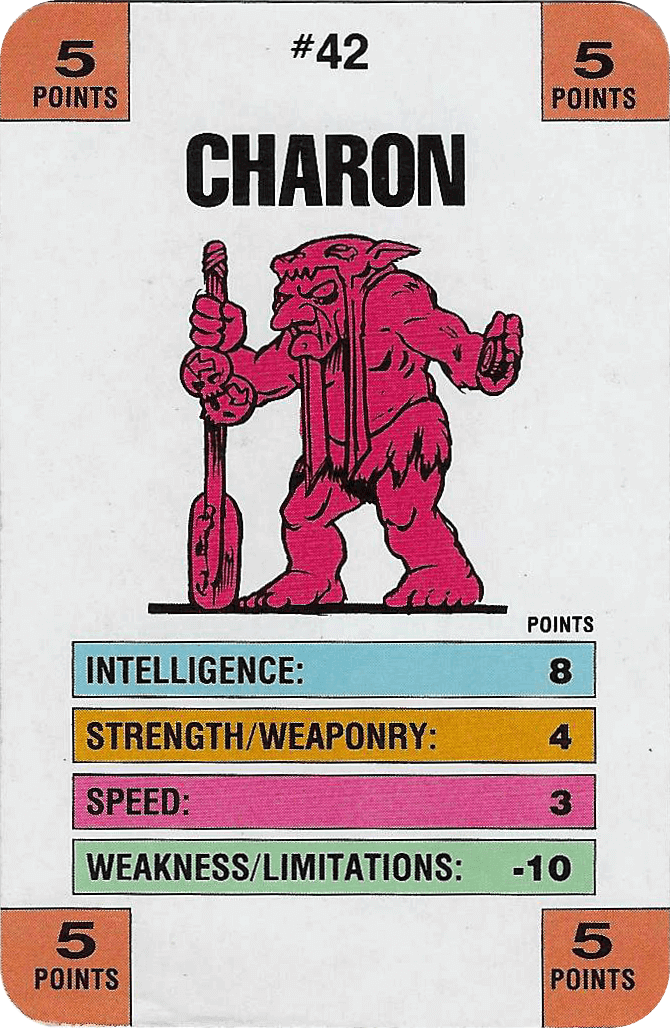 5
POINTS
#42
5
POINTS
CHARON
POINTS
INTELLIGENCE: 8
STRENGTH/WEAPONRY: 4
SPEED: 3
WEAKNESS/LIMITATIONS: -10
5
POINTS
5
POINTS